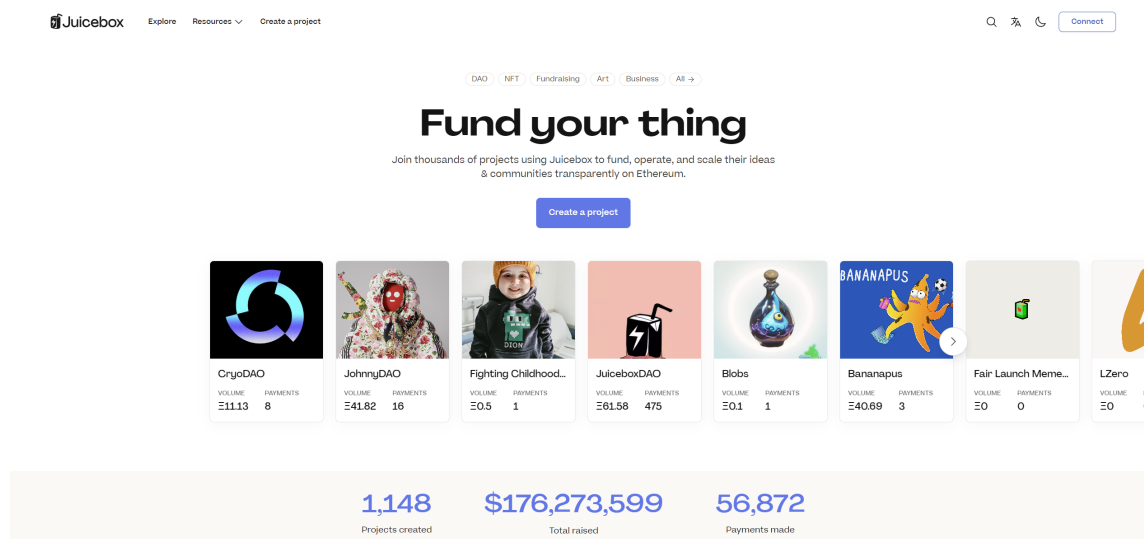 Juicebox
Explore
Resources
Create a project
Connect
DAO
NFT
Fundraising
Art
Business
All →
Fund your thing
Join thousands of projects using Juicebox to fund, operate, and scale their ideas
& communities transparently on Ethereum.
Create a project
DION
BANANAPUS
CryoDAO
VOLUME PAYMENTS
Ξ11.13 8
JohnnyDAO
VOLUME PAYMENTS
Ξ41.82 16
Fighting Childhood...
VOLUME PAYMENTS
Ξ0.5 1
JuiceboxDAO
VOLUME PAYMENTS
Ξ61.58 475
Blobs
VOLUME PAYMENTS
Ξ0.1 1
Bananapus
VOLUME PAYMENTS
Ξ40.69 3
Fair Launch Meme...
VOLUME PAYMENTS
Ξ0 0
LZero
VOLUME
Ξ0
1,148
Projects created
$176,273,599
Total raised
56,872
Payments made